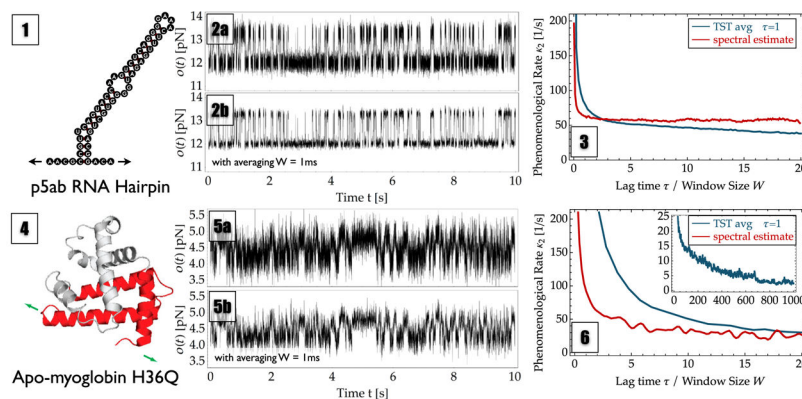 1
p5ab RNA Hairpin
2a
14
13
12
11
o(t) [pN]
2b
14
13
12
11
o(t) [pN]
with averaging W = 1ms
0 2 4 6 8 10
Time t [s]
3
200
150
100
50
0
Phenomenological Rate κ₂ [1/s]
TST avg τ=1
spectral estimate
0 5 10 15 20
Lag time τ / Window Size W
4
Apo-myoglobin H36Q
5a
5.5
5.0
4.5
4.0
3.5
o(t) [pN]
5b
5.5
5.0
4.5
4.0
3.5
o(t) [pN]
with averaging W = 1ms
0 2 4 6 8 10
Time t [s]
6
200
150
100
50
0
Phenomenological Rate κ₂ [1/s]
25
20
15
10
5
0
TST avg τ=1
spectral estimate
0 200 400 600 800 1000
0 5 10 15 20
Lag time τ / Window Size W